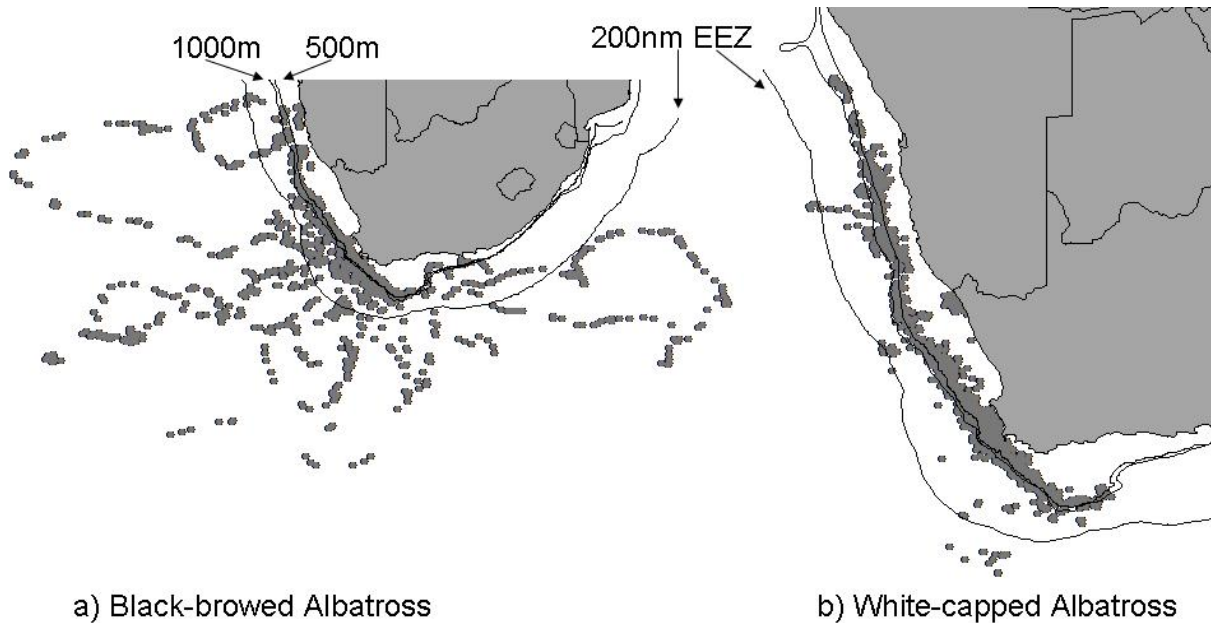 1000m
500m
200nm EEZ
a) Black-browed Albatross
b) White-capped Albatross